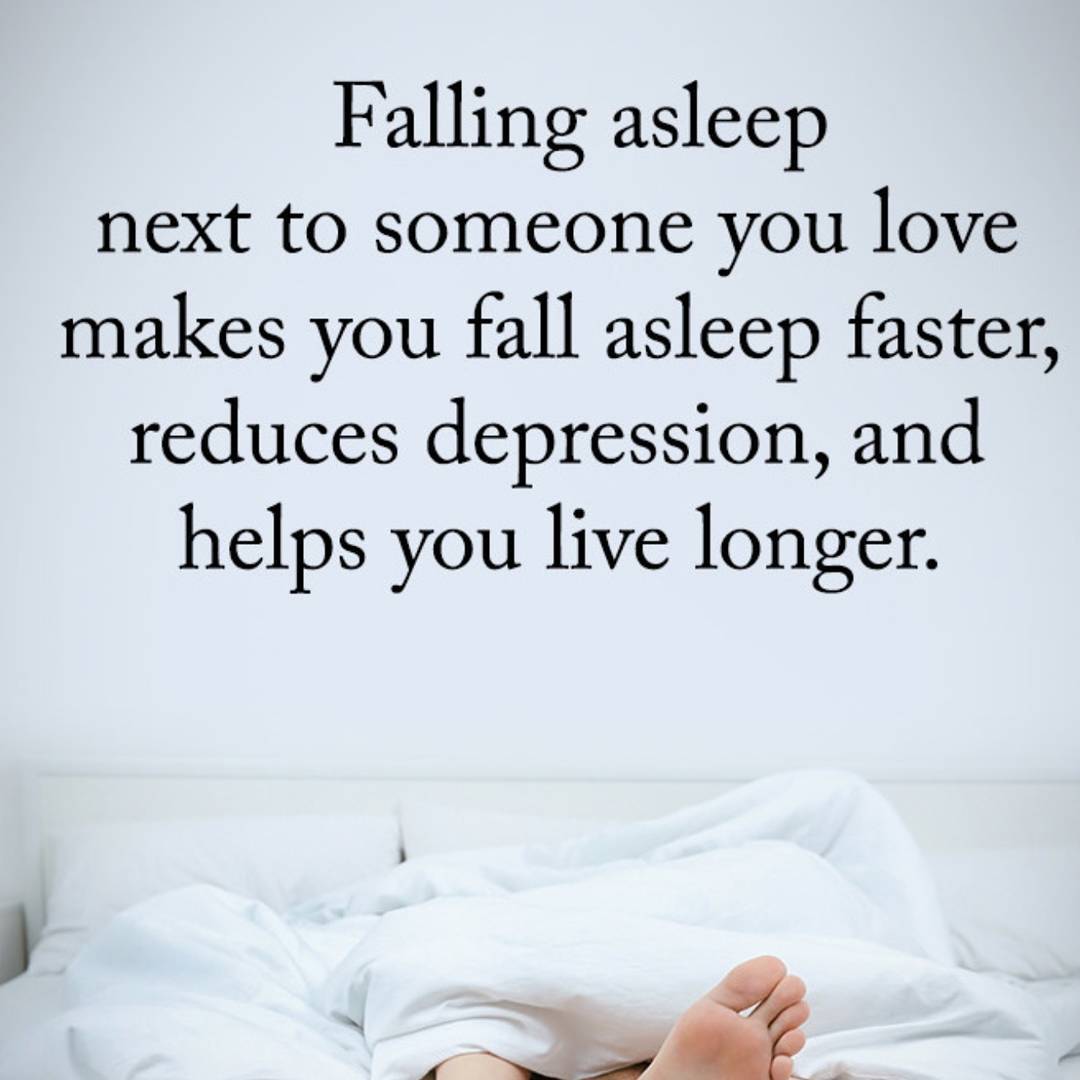 Falling asleep
next to someone you love
makes you fall asleep faster,
reduces depression, and
helps you live longer.